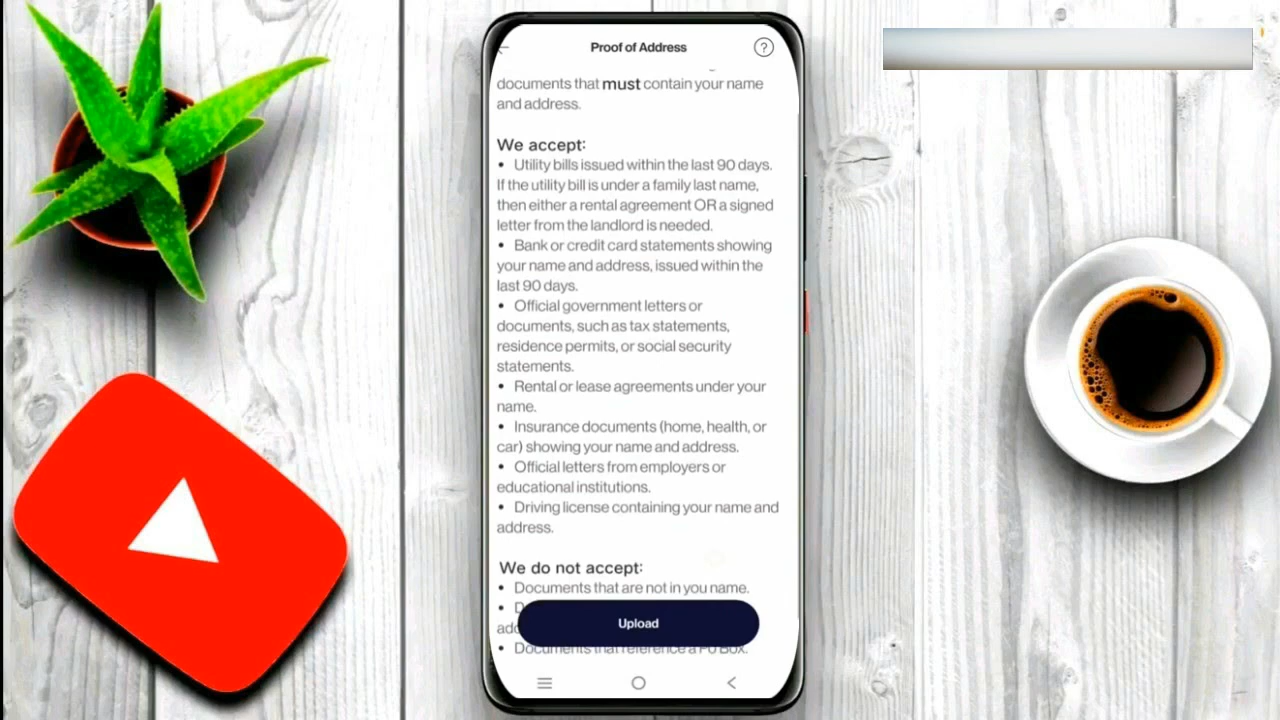 Proof of Address
?
documents that must contain your name
and address.
We accept:
• Utility bills issued within the last 90 days.
If the utility bill is under a family last name,
then either a rental agreement OR a signed
letter from the landlord is needed.
• Bank or credit card statements showing
your name and address, issued within the
last 90 days.
• Official government letters or
documents, such as tax statements,
residence permits, or social security
statements.
• Rental or lease agreements under your
name.
• Insurance documents (home, health, or
car) showing your name and address.
• Official letters from employers or
educational institutions.
• Driving license containing your name and
address.
We do not accept:
• Documents that are not in you name.
Upload
• Documents that reference a PO Box.